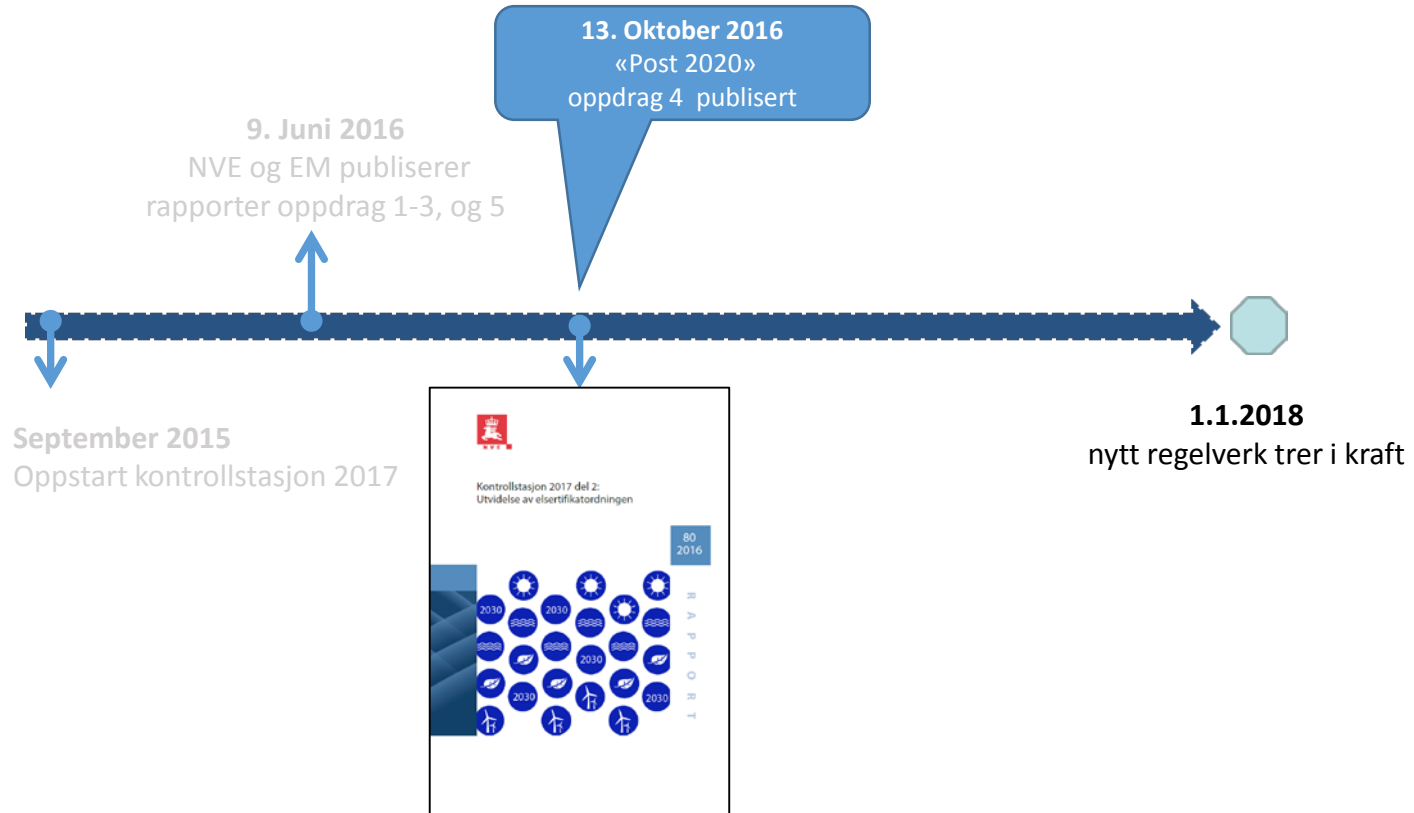 13. Oktober 2016
«Post 2020»
oppdrag 4 publisert
9. Juni 2016
NVE og EM publiserer
rapporter oppdrag 1-3, og 5
September 2015
Oppstart kontrollstasjon 2017
1.1.2018
nytt regelverk trer i kraft
NVE
Kontrollstasjon 2017 del 2:
Utvidelse av elsertifikatordningen
80
2016
RAPPORT
2030
2030
2030
2030
2030